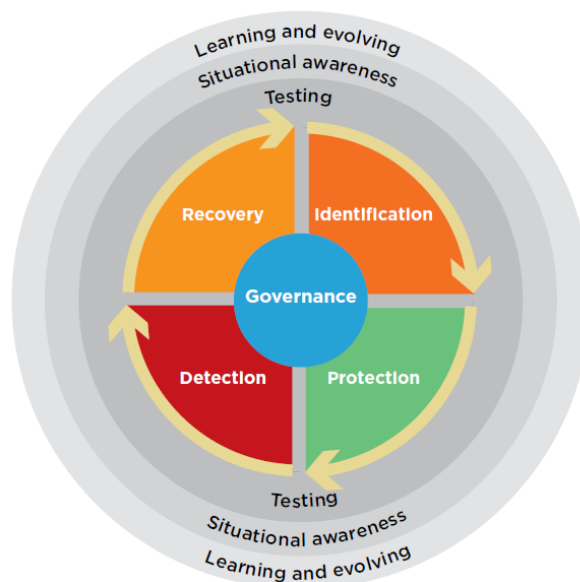 Learning and evolving
Situational awareness
Testing
Recovery
Identification
Governance
Detection
Protection
Testing
Situational awareness
Learning and evolving